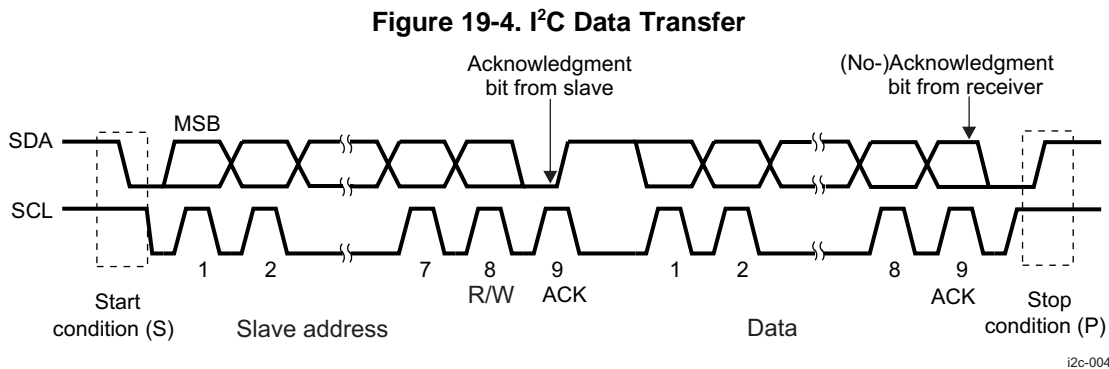 Figure 19-4. I²C Data Transfer
Acknowledgment
bit from slave
(No-)Acknowledgment
bit from receiver
MSB
SDA
SCL
1 2 7 8 9 1 2 8 9
R/W ACK ACK
Start
condition (S)
Slave address
Data
Stop
condition (P)
i2c-004